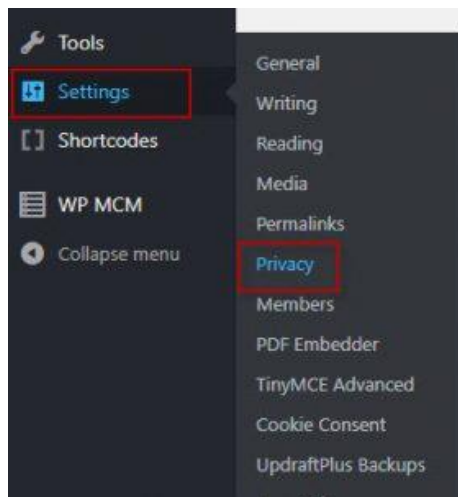 Tools
Settings
Shortcodes
WP MCM
Collapse menu
General
Writing
Reading
Media
Permalinks
Privacy
Members
PDF Embedder
TinyMCE Advanced
Cookie Consent
UpdraftPlus Backups